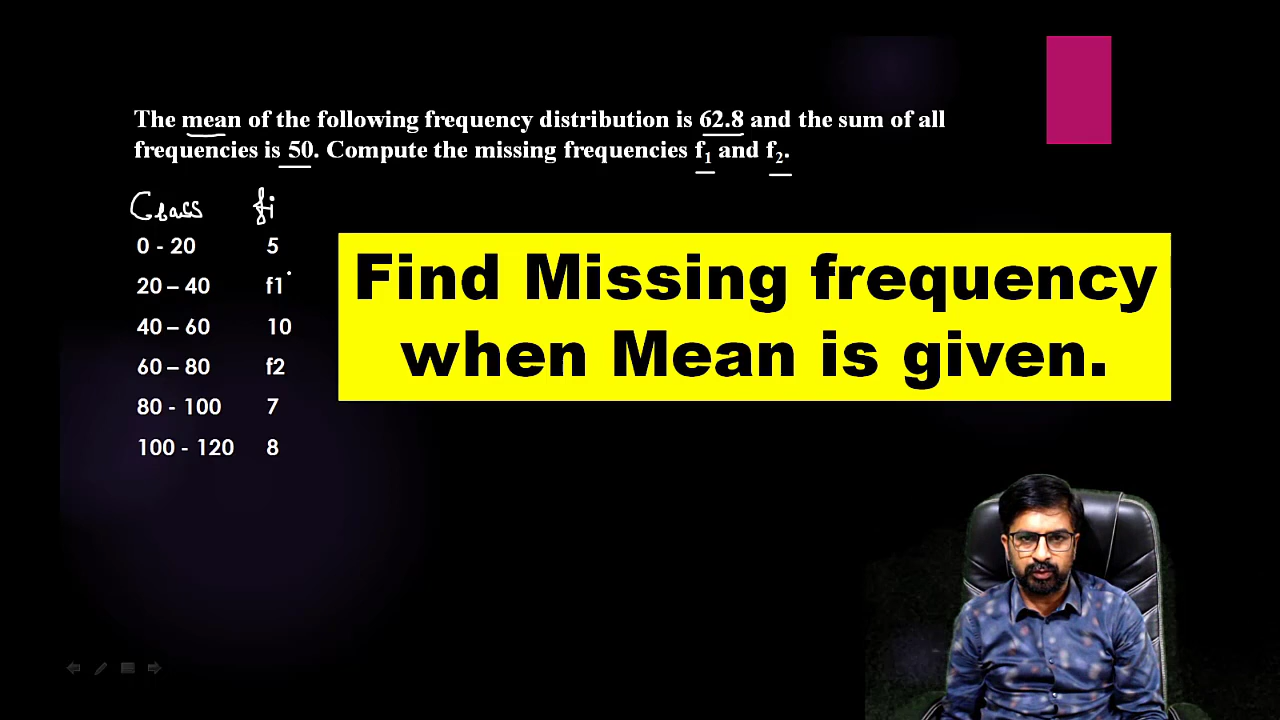 The mean of the following frequency distribution is 62.8 and the sum of all
frequencies is 50. Compute the missing frequencies f₁ and f₂.
Class fi
0 - 20 5
20 – 40 f1
40 – 60 10
60 – 80 f2
80 - 100 7
100 - 120 8
Find Missing frequency
when Mean is given.